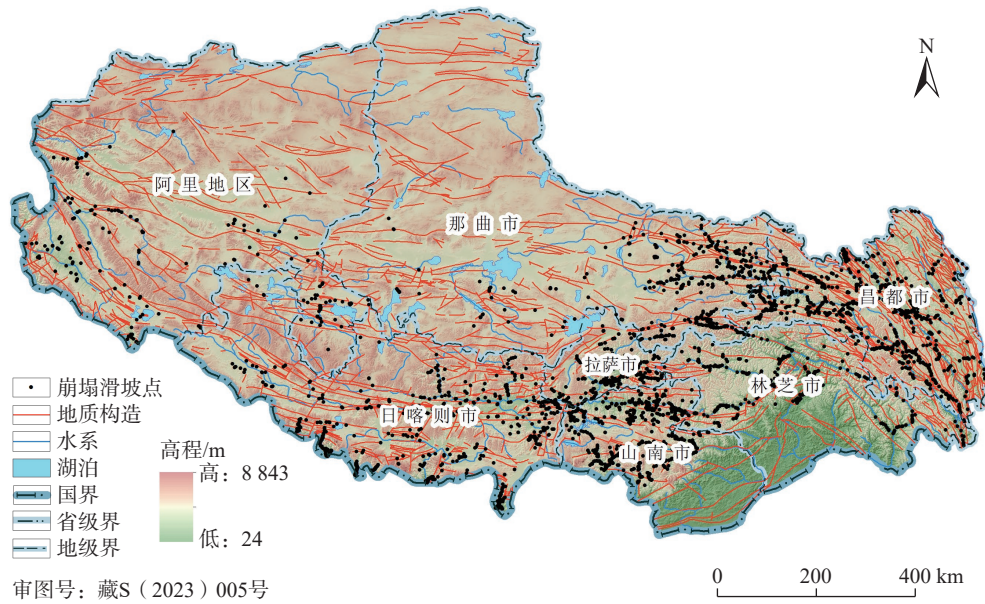 N
阿里地区
那曲市
昌都市
拉萨市
林芝市
日喀则市
山南市
崩塌滑坡点
地质构造
水系
湖泊
国界
省级界
地级界
高程/m
高：8 843
低：24
审图号：藏S（2023）005号
0 200 400 km